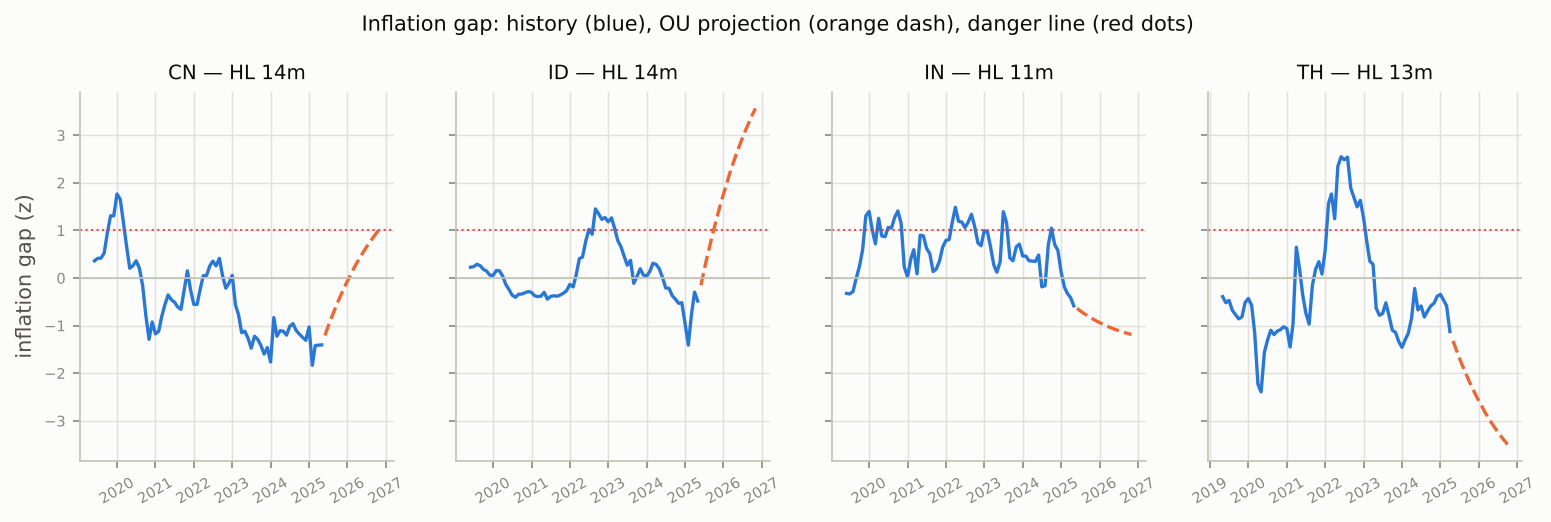 Inflation gap: history (blue), OU projection (orange dash), danger line (red dots)
CN — HL 14m
ID — HL 14m
IN — HL 11m
TH — HL 13m
inflation gap (z)
3
2
1
0
−1
−2
−3
2020 2021 2022 2023 2024 2025 2026 2027
2020 2021 2022 2023 2024 2025 2026 2027
2020 2021 2022 2023 2024 2025 2026 2027
2019 2020 2021 2022 2023 2024 2025 2026 2027